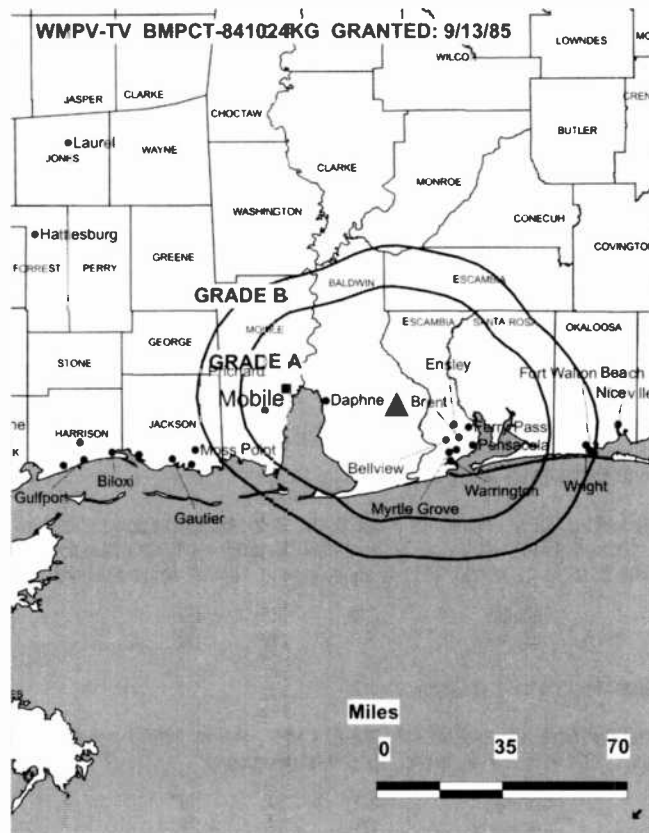 WMPV-TV BMPCT-841024KG GRANTED: 9/13/85
LOWNDES
WILCO
JASPER
CLARKE
CHOCTAW
CREN
BUTLER
Laurel
JONES
WAYNE
CLARKE
MONROE
WASHINGTON
CONECUH
Hattiesburg
COVINGTON
FORREST
PERRY
GREENE
BALDWIN
ESCAMBIA
GRADE B
MOBILE
ESCAMBIA
SANTA ROSA
OKALOOSA
GEORGE
STONE
GRADE A
Prichard
Ensley
Fort Walton Beach
Mobile
Daphne
Brent
Niceville
HARRISON
JACKSON
Ferry Pass
Moss Point
Pensacola
Bellview
Gulfport
Biloxi
Warrington
Wright
Gautier
Myrtle Grove
Miles
0 35 70